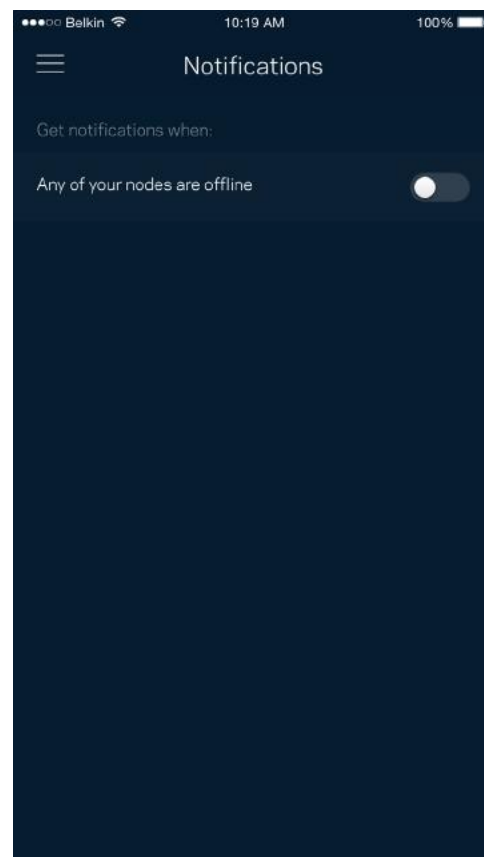 Belkin 10:19 AM 100%
Notifications
Get notifications when:
Any of your nodes are offline